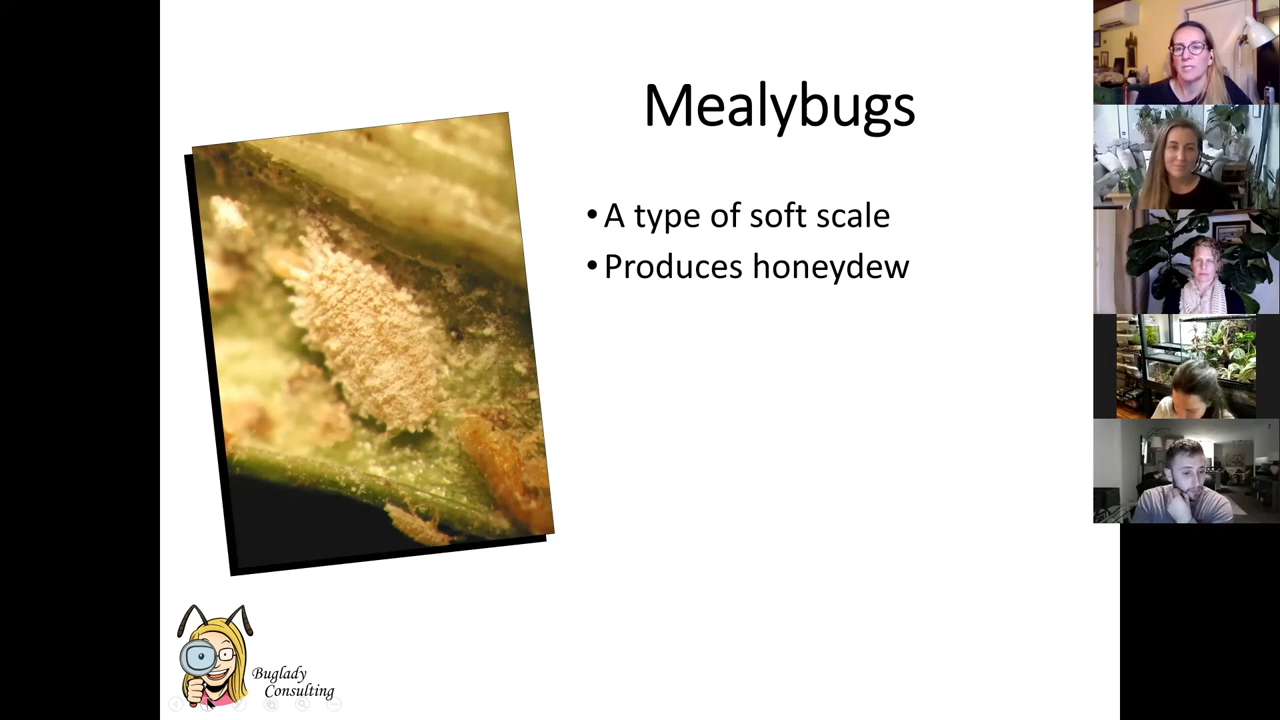 Mealybugs
•A type of soft scale
•Produces honeydew
Buglady
Consulting